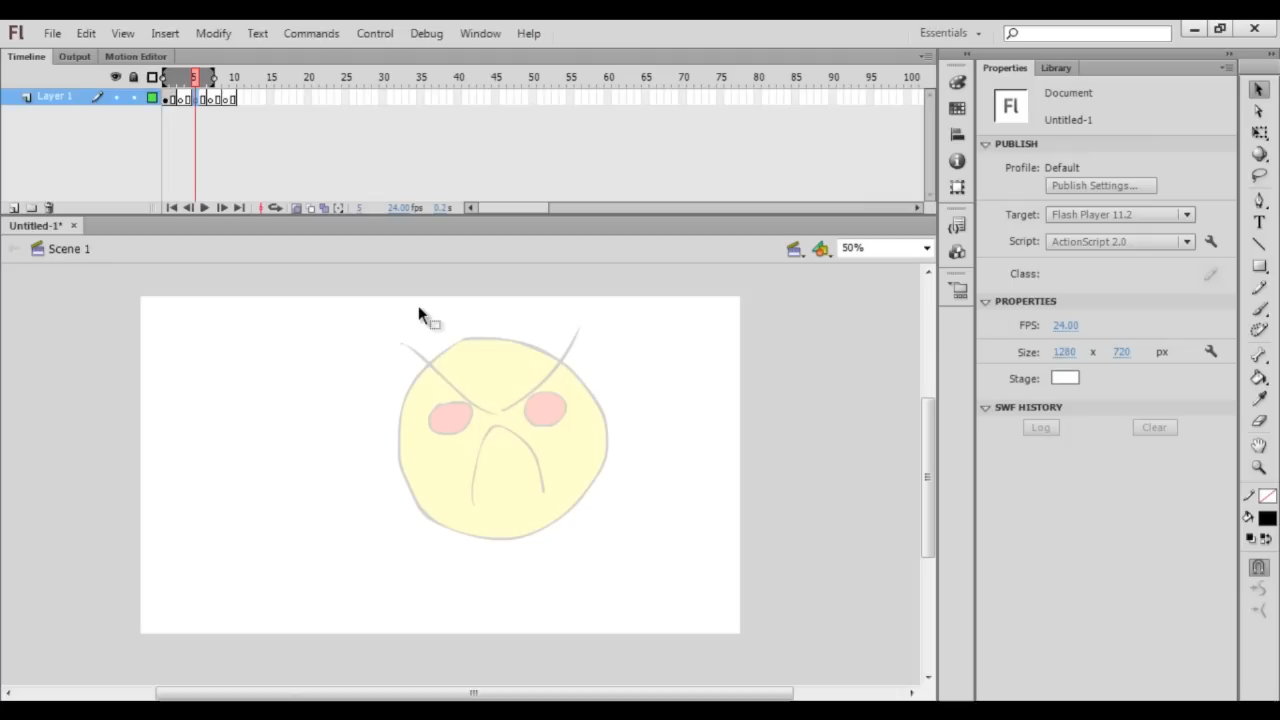 Fl File Edit View Insert Modify Text Commands Control Debug Window Help Essentials
Timeline Output Motion Editor
5 10 15 20 25 30 35 40 45 50 55 60 65 70 75 80 85 90 95 100
Layer 1
5 24.00 fps 0.2 s
Untitled-1* ×
Scene 1 50%
Properties Library
Fl Document
Untitled-1
PUBLISH
Profile: Default
Publish Settings...
Target: Flash Player 11.2
Script: ActionScript 2.0
Class:
PROPERTIES
FPS: 24.00
Size: 1280 x 720 px
Stage:
SWF HISTORY
Log Clear
T